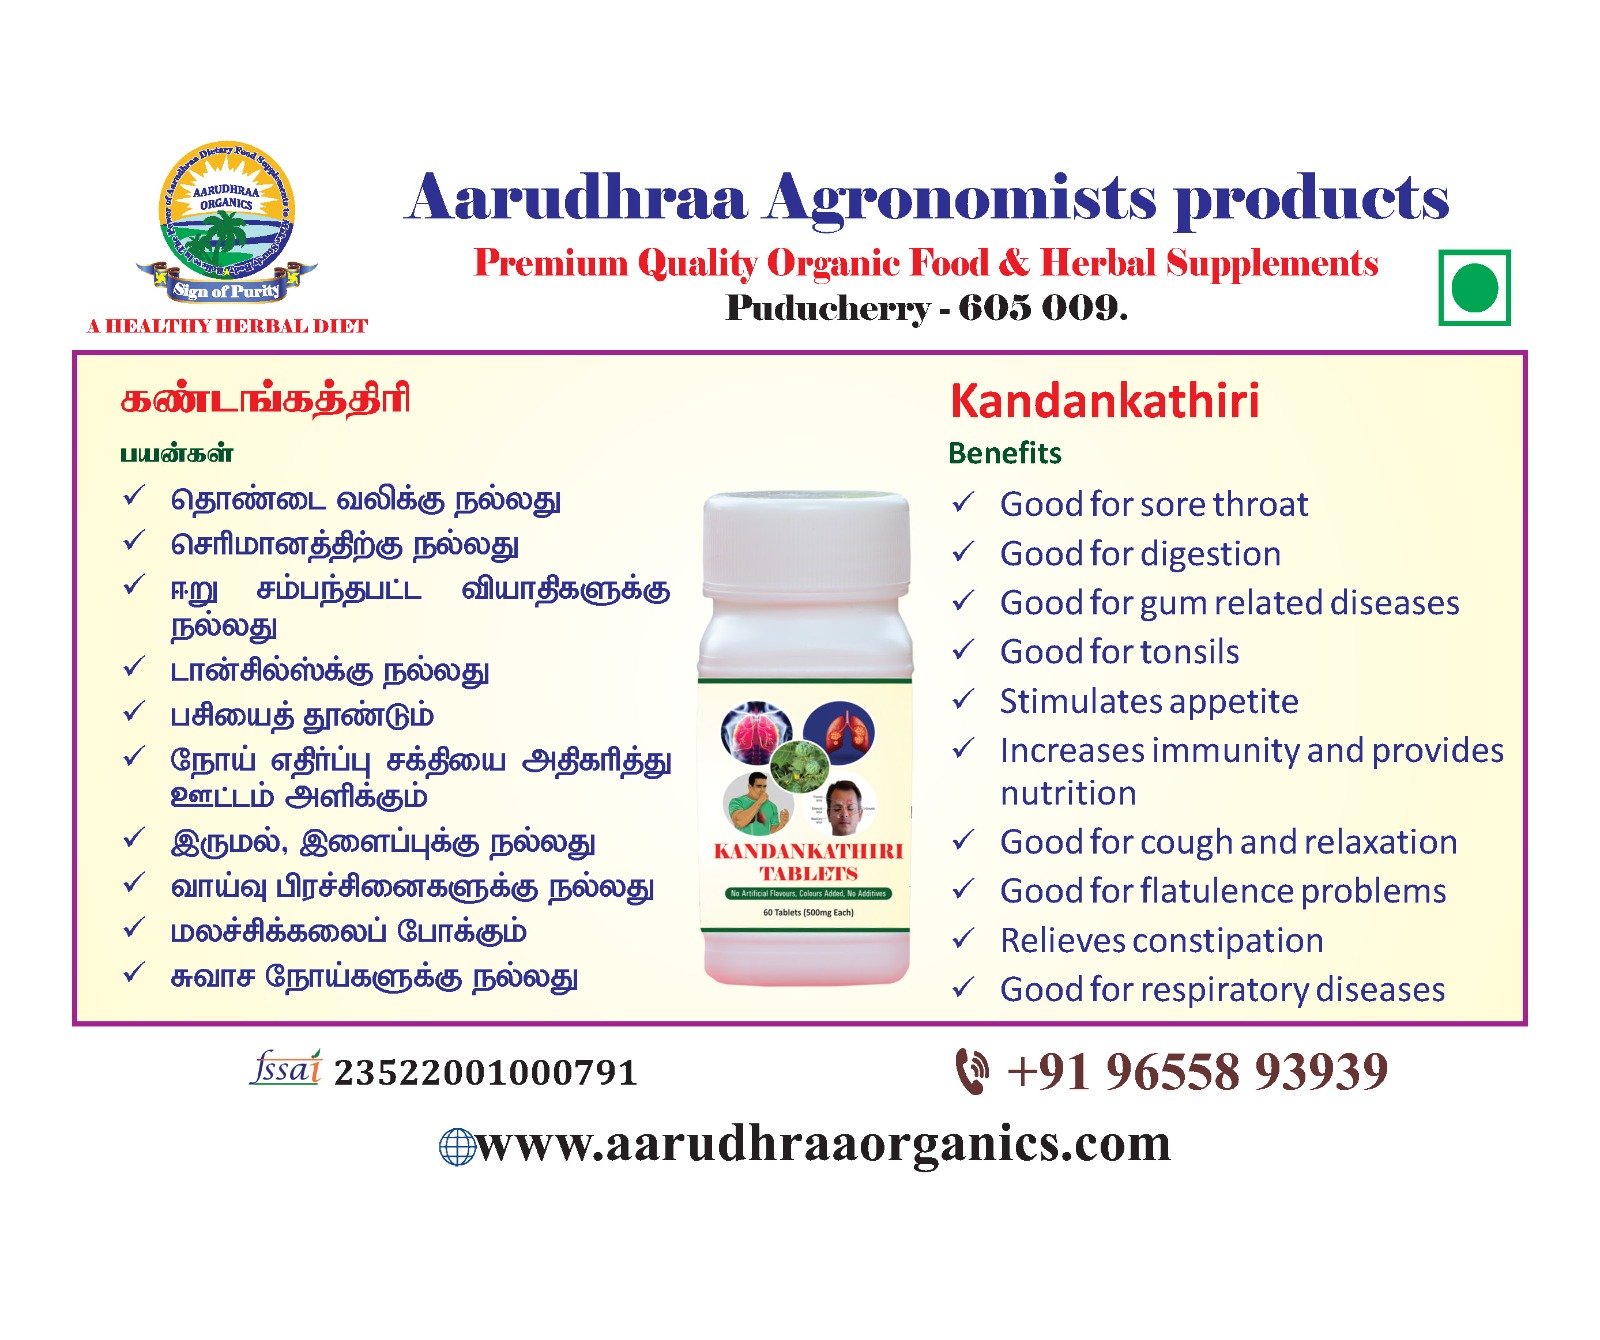 Aarudhraa Agronomists products
Premium Quality Organic Food & Herbal Supplements
Puducherry - 605 009.
AARUDHRAA
ORGANICS
Sign of Purity
A HEALTHY HERBAL DIET
கண்டங்கத்திரி
பயன்கள்
✓ தொண்டை வலிக்கு நல்லது
✓ செரிமானத்திற்கு நல்லது
✓ ஈறு சம்பந்தபட்ட வியாதிகளுக்கு
நல்லது
✓ டான்சில்ஸ்க்கு நல்லது
✓ பசியைத் தூண்டும்
✓ நோய் எதிர்ப்பு சக்தியை அதிகரித்து
ஊட்டம் அளிக்கும்
✓ இருமல், இளைப்புக்கு நல்லது
✓ வாய்வு பிரச்சினைகளுக்கு நல்லது
✓ மலச்சிக்கலைப் போக்கும்
✓ சுவாச நோய்களுக்கு நல்லது
KANDANKATHIRI
TABLETS
No Artificial Flavours, Colours Added, No Additives
60 Tablets (500mg Each)
Kandankathiri
Benefits
✓ Good for sore throat
✓ Good for digestion
✓ Good for gum related diseases
✓ Good for tonsils
✓ Stimulates appetite
✓ Increases immunity and provides
nutrition
✓ Good for cough and relaxation
✓ Good for flatulence problems
✓ Relieves constipation
✓ Good for respiratory diseases
fssai 23522001000791
+91 96558 93939
www.aarudhraaorganics.com